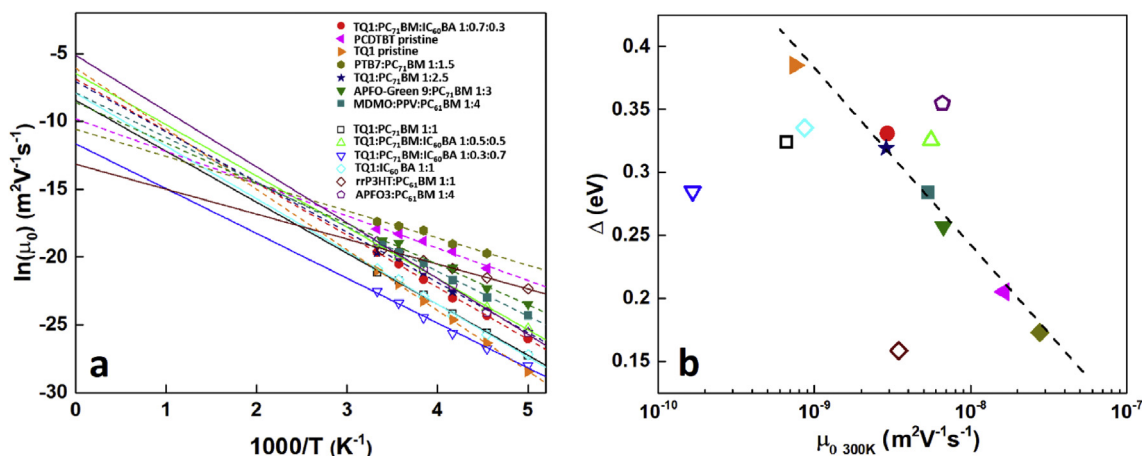 TQ1:PC71BM:IC60BA 1:0.7:0.3
PCDTBT pristine
TQ1 pristine
PTB7:PC71BM 1:1.5
TQ1:PC71BM 1:2.5
APFO-Green 9:PC71BM 1:3
MDMO:PPV:PC61BM 1:4
TQ1:PC71BM 1:1
TQ1:PC71BM:IC60BA 1:0.5:0:5
TQ1:PC71BM:IC60BA 1:0.3:0:7
TQ1:IC60 BA 1:1
rrP3HT:PC61BM 1:1
APFO3:PC61BM 1:4
ln(μ0) (m2V-1s-1)
-5
-10
-15
-20
-25
-30
0
1
2
3
4
5
1000/T (K-1)
a
Δ (eV)
0.4
0.35
0.3
0.25
0.2
0.15
10-10
10-9
10-8
10-7
μ0 300K (m2V-1s-1)
b